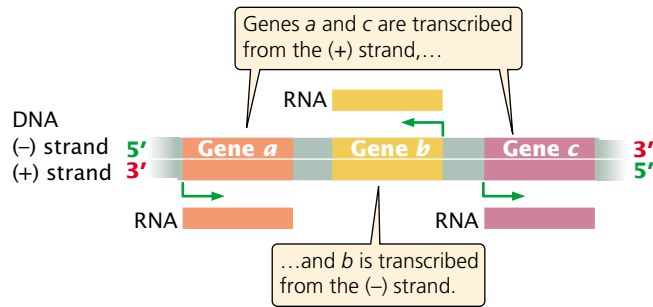 Genes a and c are transcribed
from the (+) strand,…
RNA
DNA
(–) strand 5′ Gene a Gene b Gene c 3′
(+) strand 3′ 5′
RNA RNA
…and b is transcribed
from the (–) strand.